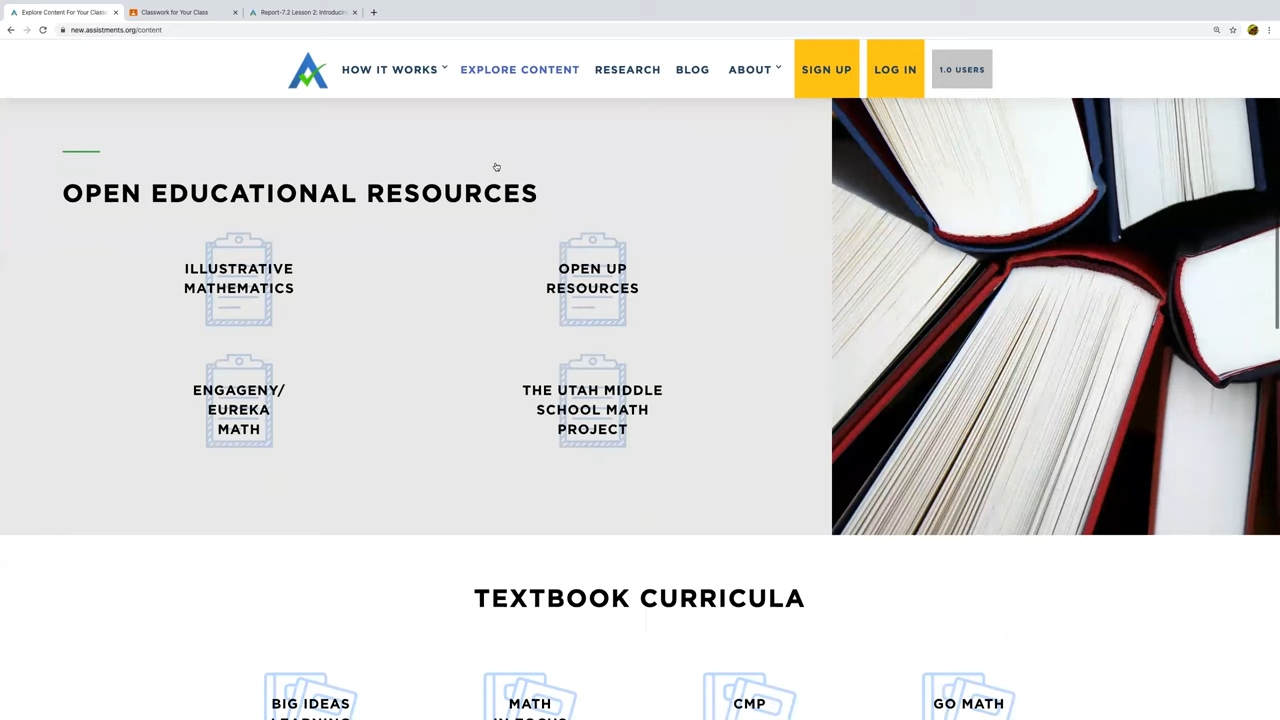 Explore Content For Your Class
Classwork for Your Class
Report-7.2 Lesson 2: Introducin
new.assistments.org/content
HOW IT WORKS
EXPLORE CONTENT
RESEARCH
BLOG
ABOUT
SIGN UP
LOG IN
1.0 USERS
OPEN EDUCATIONAL RESOURCES
ILLUSTRATIVE
MATHEMATICS
OPEN UP
RESOURCES
ENGAGENY/
EUREKA
MATH
THE UTAH MIDDLE
SCHOOL MATH
PROJECT
TEXTBOOK CURRICULA
BIG IDEAS
MATH
CMP
GO MATH